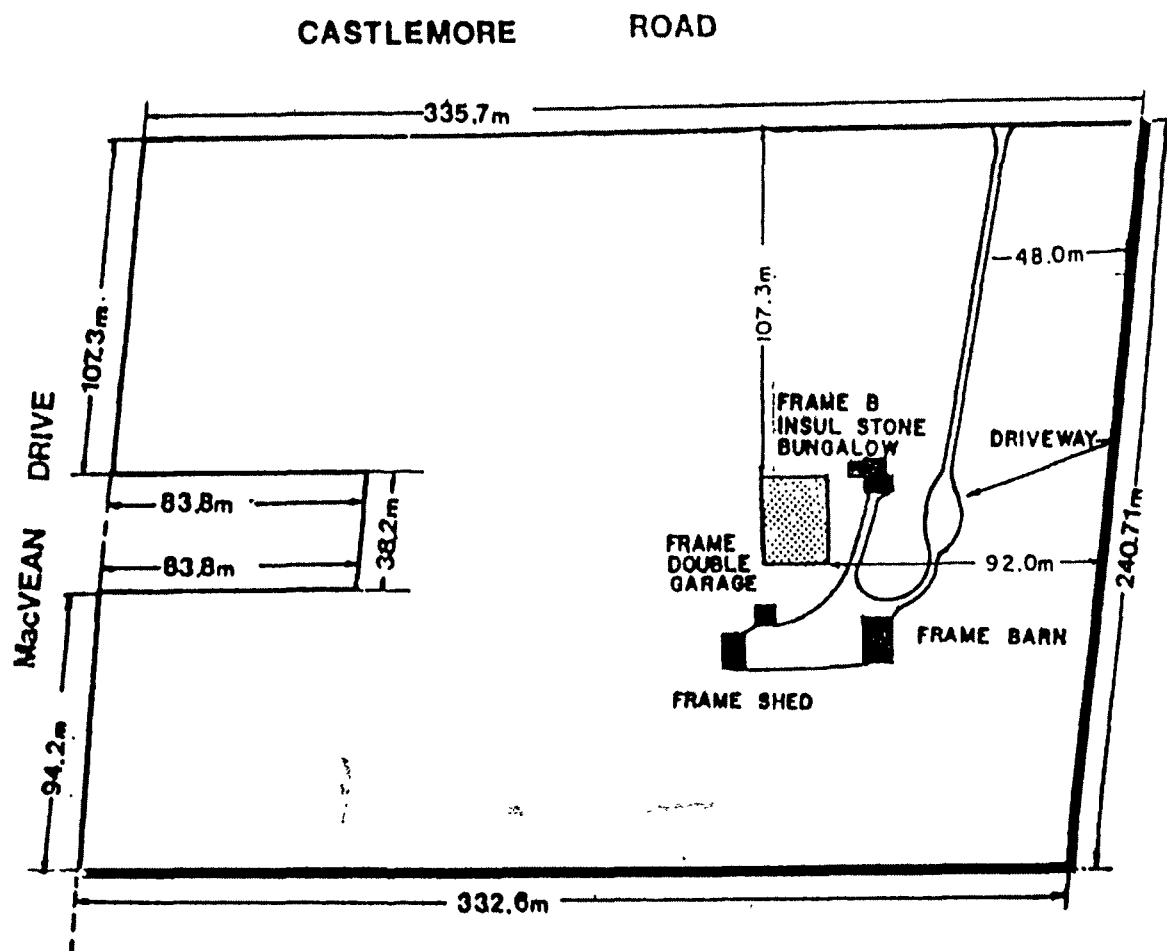 CASTLEMORE ROAD
335.7m
107.3m
107.3m
48.0m
MacVEAN DRIVE
FRAME B
INSUL STONE
BUNGALOW
DRIVEWAY
83.8m
38.2m
83.8m
FRAME
DOUBLE
GARAGE
92.0m
240.71m
FRAME BARN
FRAME SHED
94.2m
332.6m